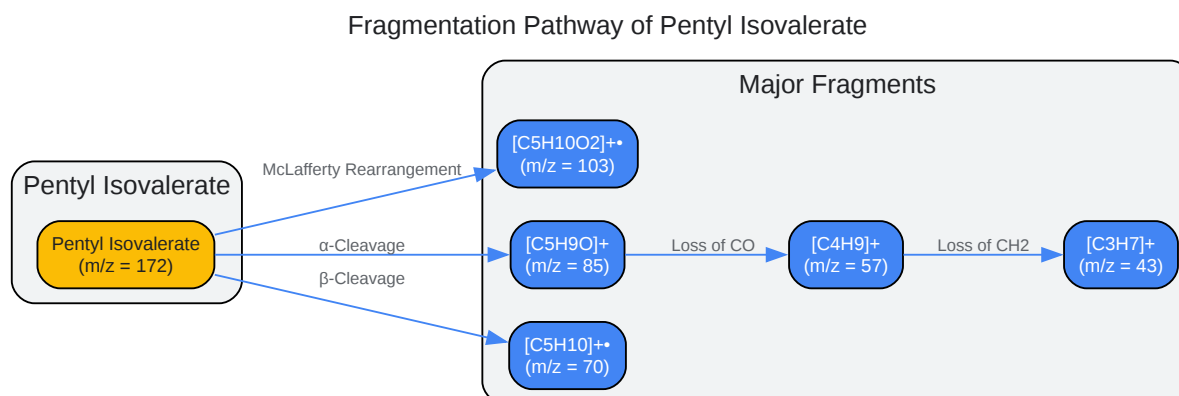 Fragmentation Pathway of Pentyl Isovalerate
Major Fragments
[C5H10O2]+•
(m/z = 103)
McLafferty Rearrangement
Pentyl Isovalerate
Pentyl Isovalerate
(m/z = 172)
α-Cleavage
[C5H9O]+
(m/z = 85)
Loss of CO
[C4H9]+
(m/z = 57)
Loss of CH2
[C3H7]+
(m/z = 43)
β-Cleavage
[C5H10]+•
(m/z = 70)